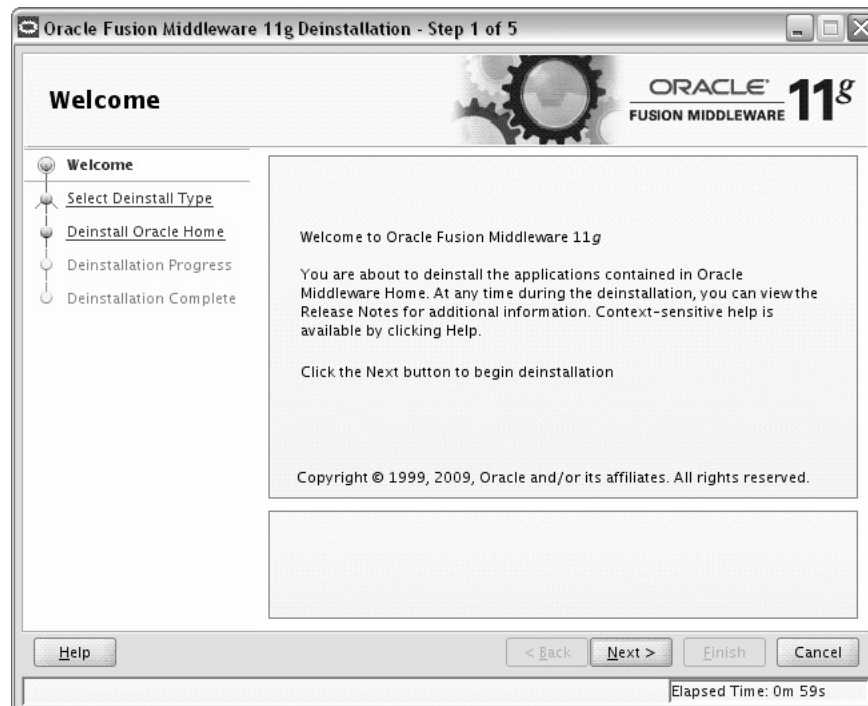 Oracle Fusion Middleware 11g Deinstallation - Step 1 of 5
Welcome
ORACLE
FUSION MIDDLEWARE
11g
Welcome
Select Deinstall Type
Deinstall Oracle Home
Deinstallation Progress
Deinstallation Complete
Welcome to Oracle Fusion Middleware 11g
You are about to deinstall the applications contained in Oracle
Middleware Home. At any time during the deinstallation, you can view the
Release Notes for additional information. Context-sensitive help is
available by clicking Help.
Click the Next button to begin deinstallation
Copyright © 1999, 2009, Oracle and/or its affiliates. All rights reserved.
Help
< Back
Next >
Finish
Cancel
Elapsed Time: 0m 59s